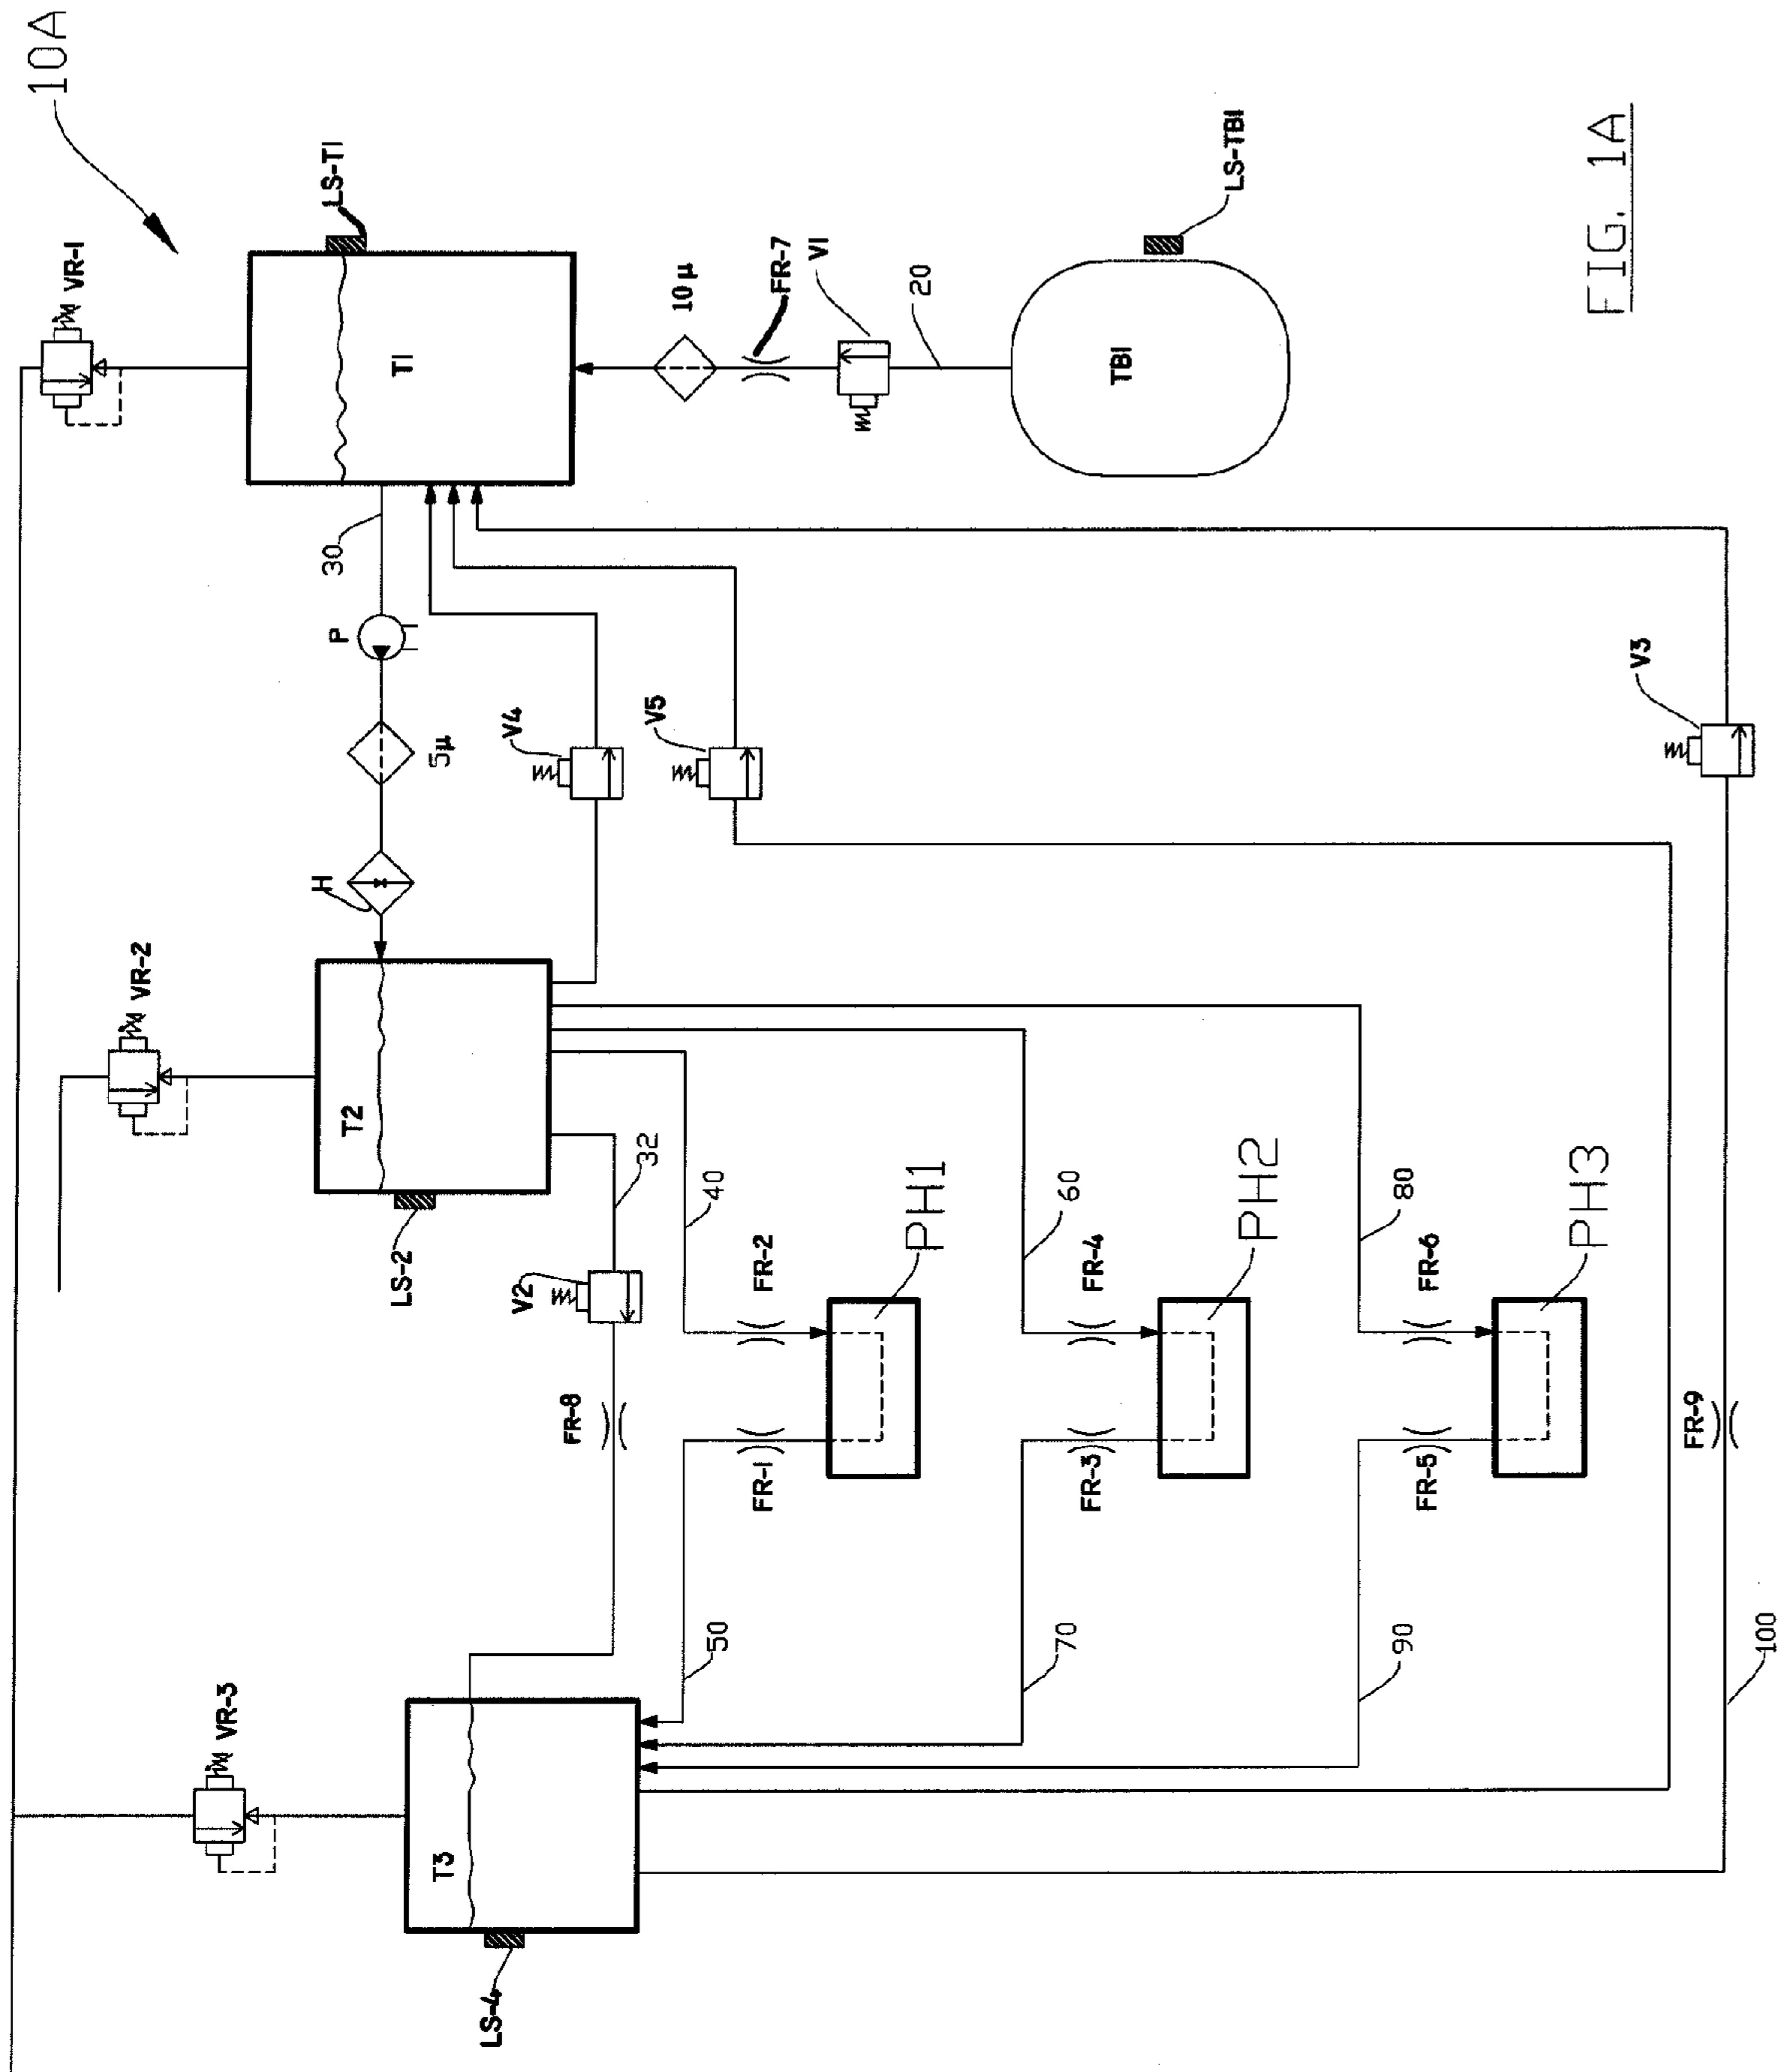 10A
VR-1
LS-T1
T1
10 μ
FR-7
V1
20
TB1
LS-TB1
FIG. 1A
30
P
5μ
H
V4
V5
V3
VR-2
T2
LS-2
32
V2
FR-8
40
FR-2
FR-1
PH1
50
60
FR-4
FR-3
PH2
70
80
FR-6
FR-5
PH3
90
FR-9
100
VR-3
T3
LS-4